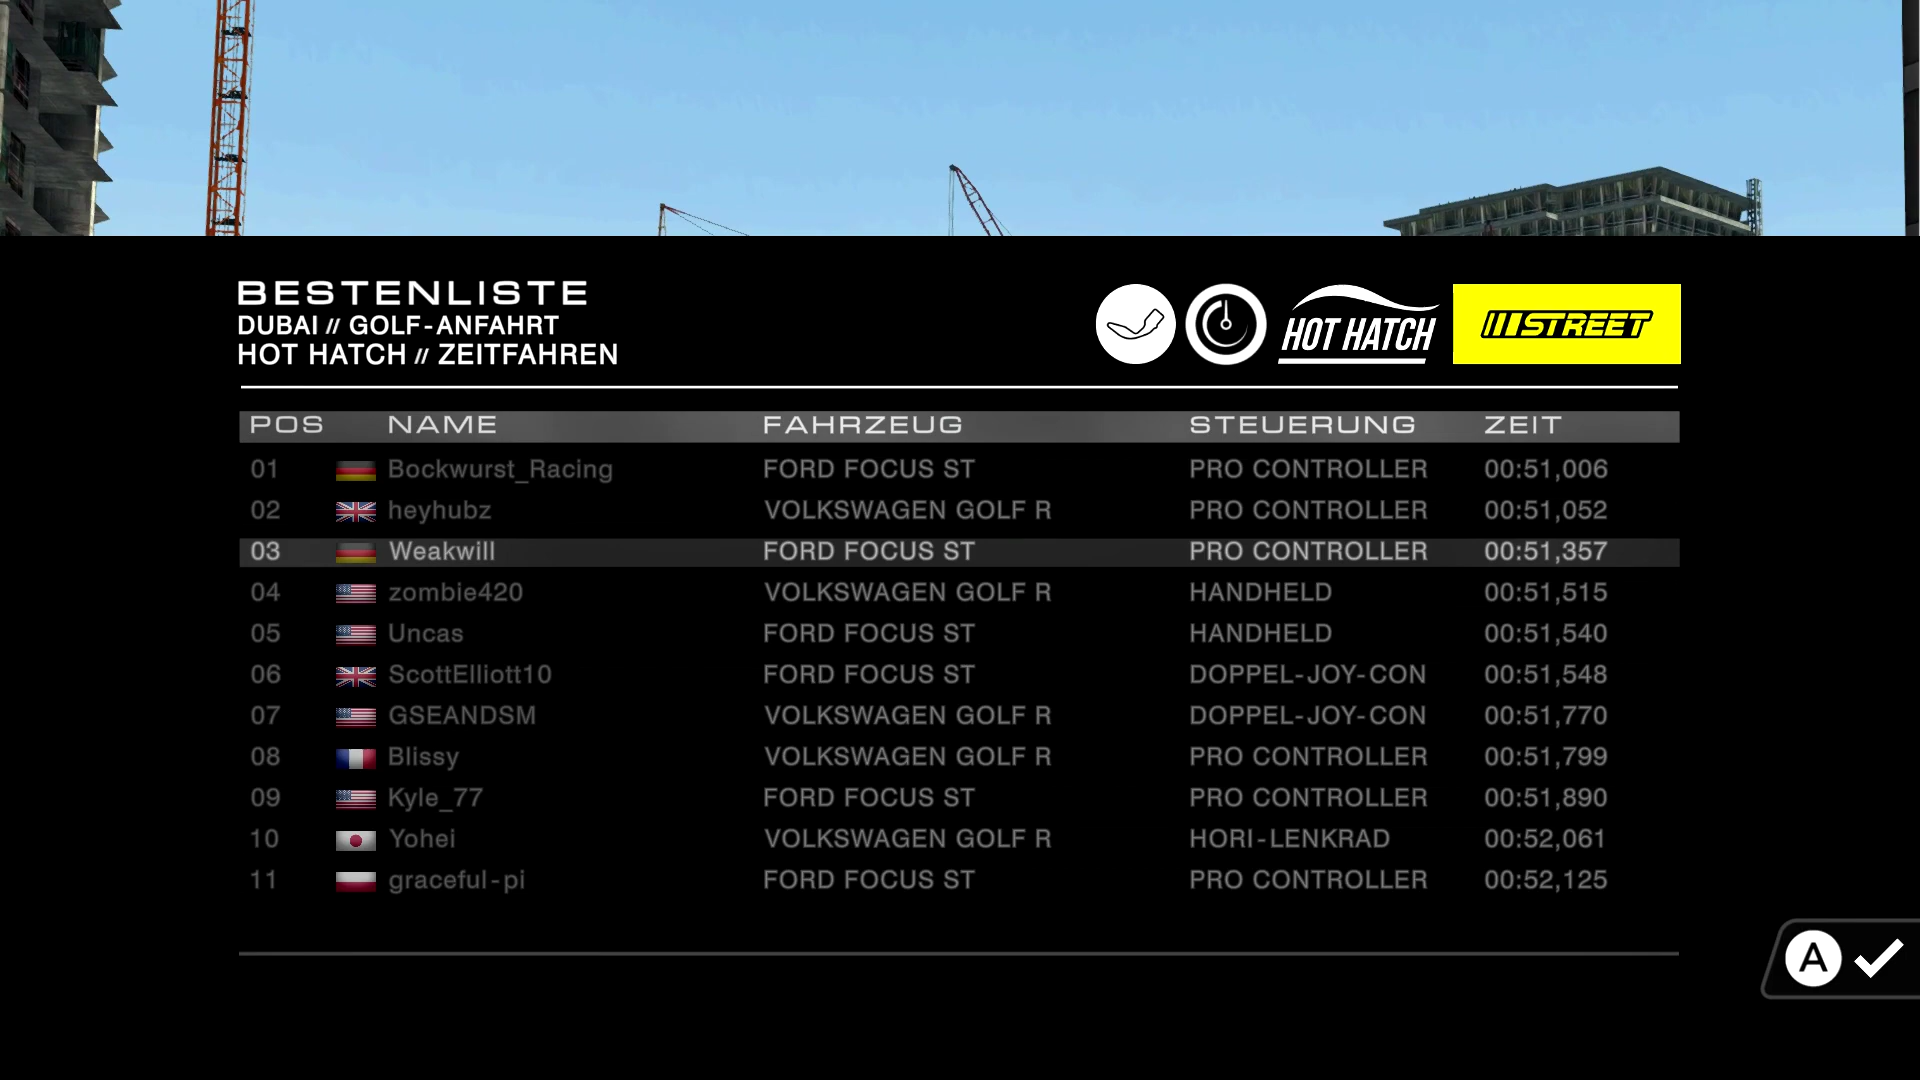 BESTENLISTE
DUBAI // GOLF-ANFAHRT
HOT HATCH // ZEITFAHREN
HOT HATCH
STREET
POS NAME FAHRZEUG STEUERUNG ZEIT
01 Bockwurst_Racing FORD FOCUS ST PRO CONTROLLER 00:51,006
02 heyhubz VOLKSWAGEN GOLF R PRO CONTROLLER 00:51,052
03 Weakwill FORD FOCUS ST PRO CONTROLLER 00:51,357
04 zombie420 VOLKSWAGEN GOLF R HANDHELD 00:51,515
05 Uncas FORD FOCUS ST HANDHELD 00:51,540
06 ScottElliott10 FORD FOCUS ST DOPPEL-JOY-CON 00:51,548
07 GSEANDSM VOLKSWAGEN GOLF R DOPPEL-JOY-CON 00:51,770
08 Blissy VOLKSWAGEN GOLF R PRO CONTROLLER 00:51,799
09 Kyle_77 FORD FOCUS ST PRO CONTROLLER 00:51,890
10 Yohei VOLKSWAGEN GOLF R HORI-LENKRAD 00:52,061
11 graceful-pi FORD FOCUS ST PRO CONTROLLER 00:52,125
A